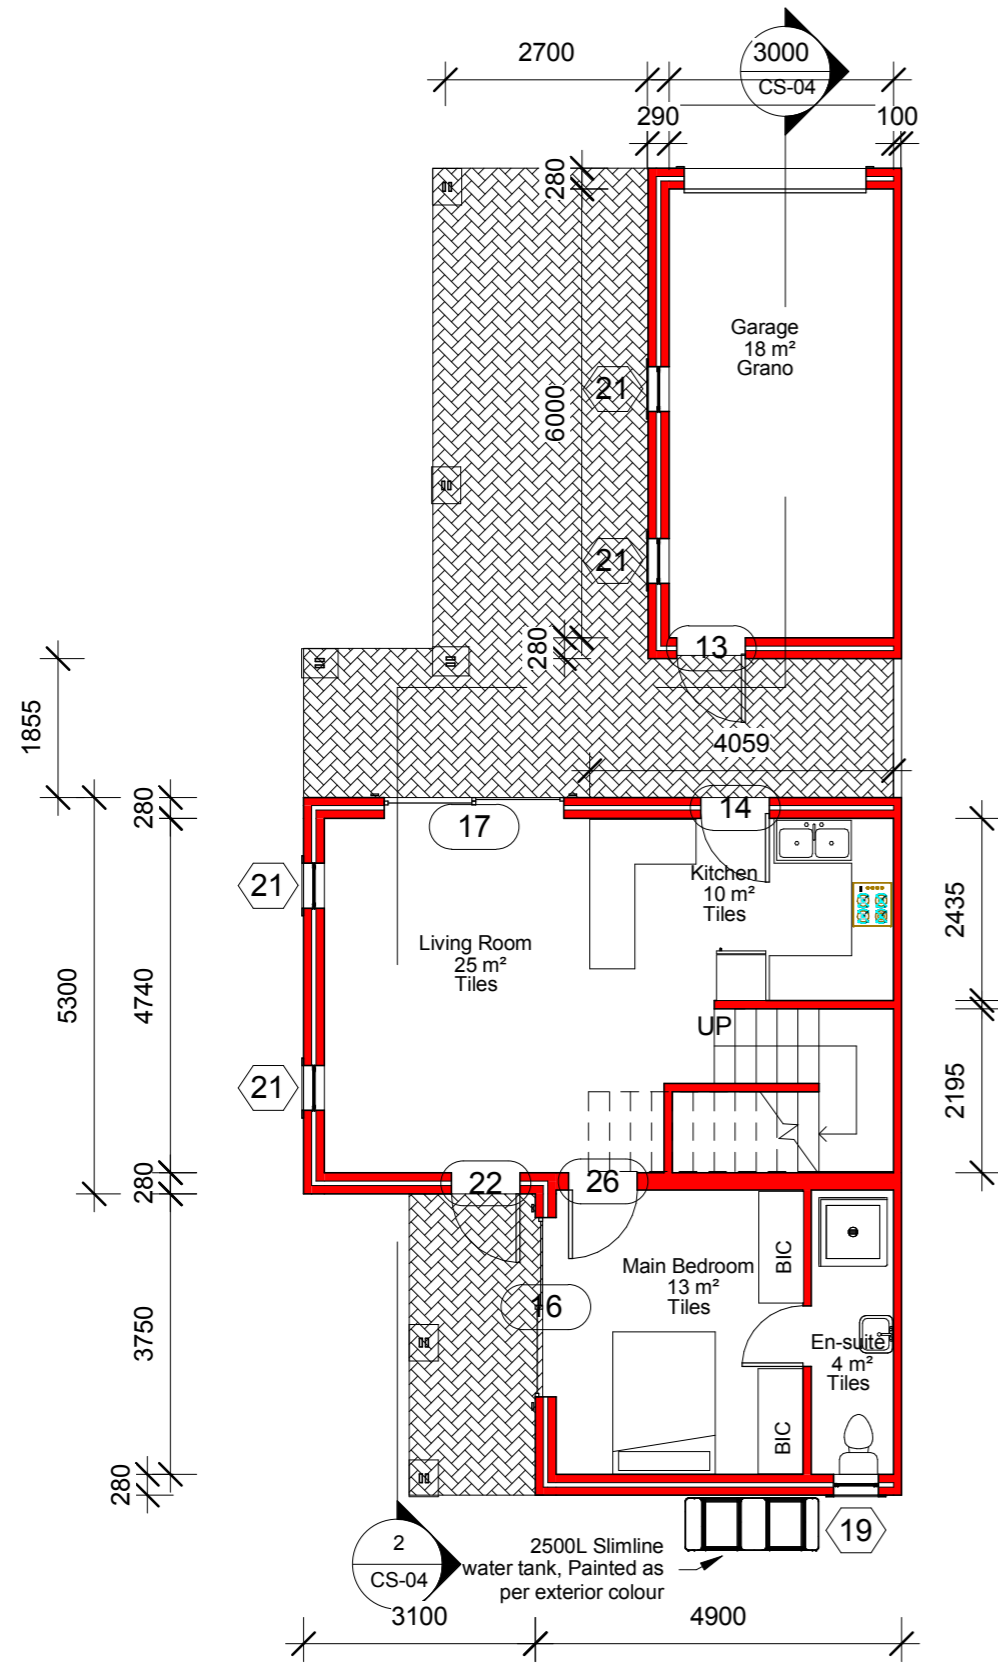 2700
3000
CS-04
290
100
280
Garage
18 m²
Grano
21
6000
21
280
13
1855
4059
280
17
14
21
Kitchen
10 m²
Tiles
2435
Living Room
25 m²
Tiles
5300
4740
UP
21
2195
280
22
26
Main Bedroom
13 m²
Tiles
BIC
16
3750
En-suite
4 m²
Tiles
BIC
280
2
CS-04
2500L Slimline
water tank, Painted as
per exterior colour
19
3100
4900